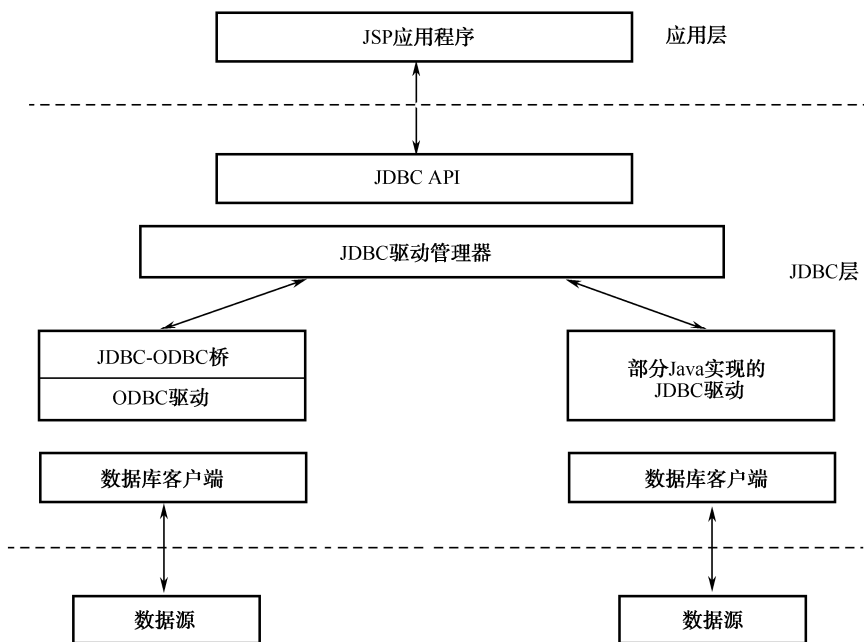 JSP应用程序
应用层
JDBC API
JDBC驱动管理器
JDBC层
JDBC-ODBC桥
ODBC驱动
部分Java实现的
JDBC驱动
数据库客户端
数据库客户端
数据源
数据源